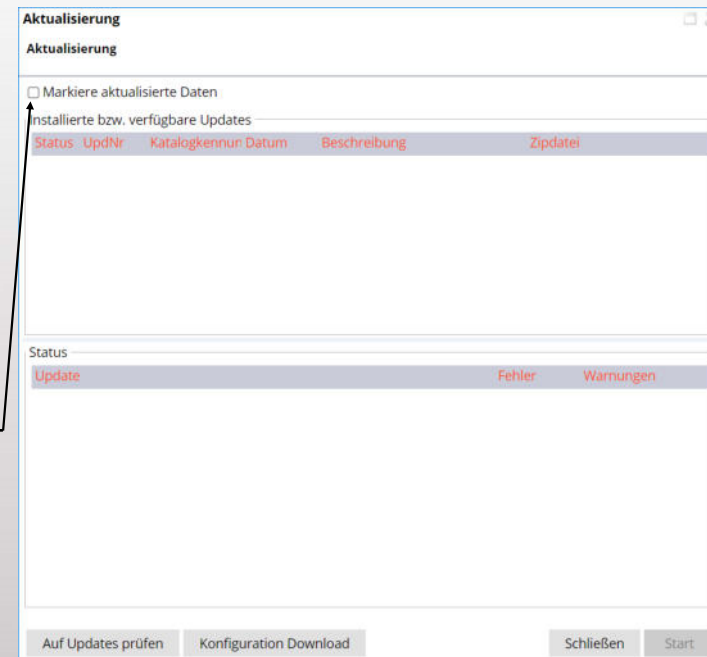 Aktualisierung
Aktualisierung
Markiere aktualisierte Daten
Installierte bzw. verfügbare Updates
Status UpdNr Katalogkennun Datum Beschreibung Zipdatei
Status
Update Fehler Warnungen
Auf Updates prüfen Konfiguration Download Schließen Start